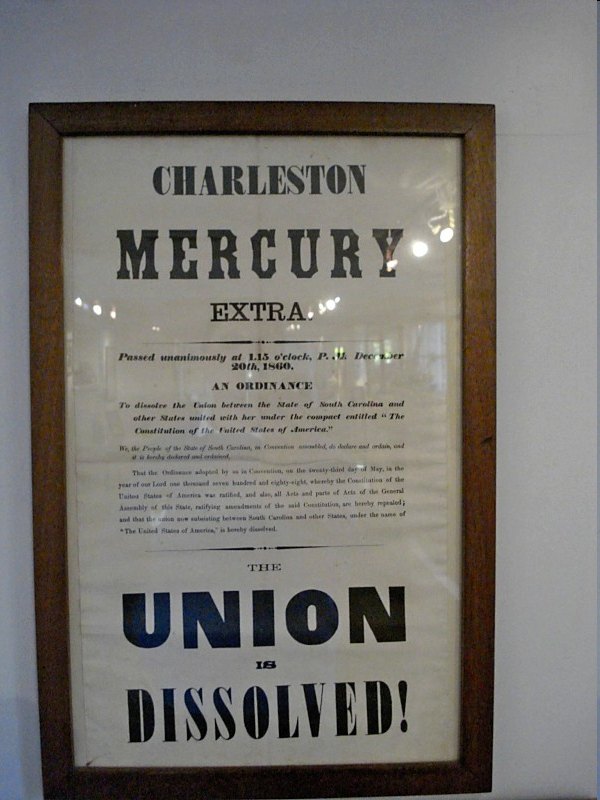 CHARLESTON
MERCURY
EXTRA.
Passed unanimously at 1.15 o'clock, P. M. December
20th, 1860.
AN ORDINANCE
To dissolve the Union between the State of South Carolina and
other States united with her under the compact entitled "The
Constitution of the United States of America."
We, the People of the State of South Carolina, in Convention assembled, do declare and ordain, and
it is hereby declared and ordained,
That the Ordinance adopted by us in Convention, on the twenty-third day of May, in the
year of our Lord one thousand seven hundred and eighty-eight, whereby the Constitution of the
United States of America was ratified, and also, all Acts and parts of Acts of the General
Assembly of this State, ratifying amendments of the said Constitution, are hereby repealed;
and that the union now subsisting between South Carolina and other States, under the name of
"The United States of America," is hereby dissolved.
THE
UNION
IS
DISSOLVED!